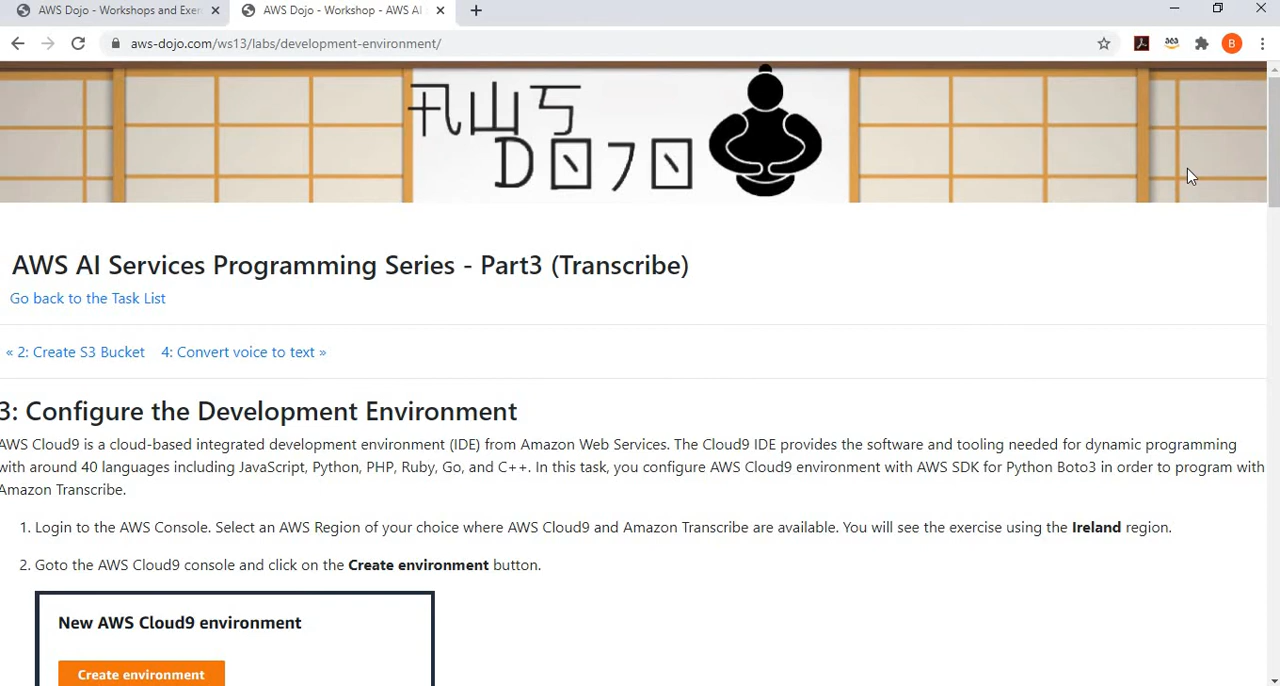 AWS Dojo - Workshops and Exer
AWS Dojo - Workshop - AWS AI
aws-dojo.com/ws13/labs/development-environment/
B
AWS AI Services Programming Series - Part3 (Transcribe)
Go back to the Task List
« 2: Create S3 Bucket 4: Convert voice to text »
3: Configure the Development Environment
AWS Cloud9 is a cloud-based integrated development environment (IDE) from Amazon Web Services. The Cloud9 IDE provides the software and tooling needed for dynamic programming
with around 40 languages including JavaScript, Python, PHP, Ruby, Go, and C++. In this task, you configure AWS Cloud9 environment with AWS SDK for Python Boto3 in order to program with
Amazon Transcribe.
1. Login to the AWS Console. Select an AWS Region of your choice where AWS Cloud9 and Amazon Transcribe are available. You will see the exercise using the Ireland region.
2. Goto the AWS Cloud9 console and click on the Create environment button.
New AWS Cloud9 environment
Create environment